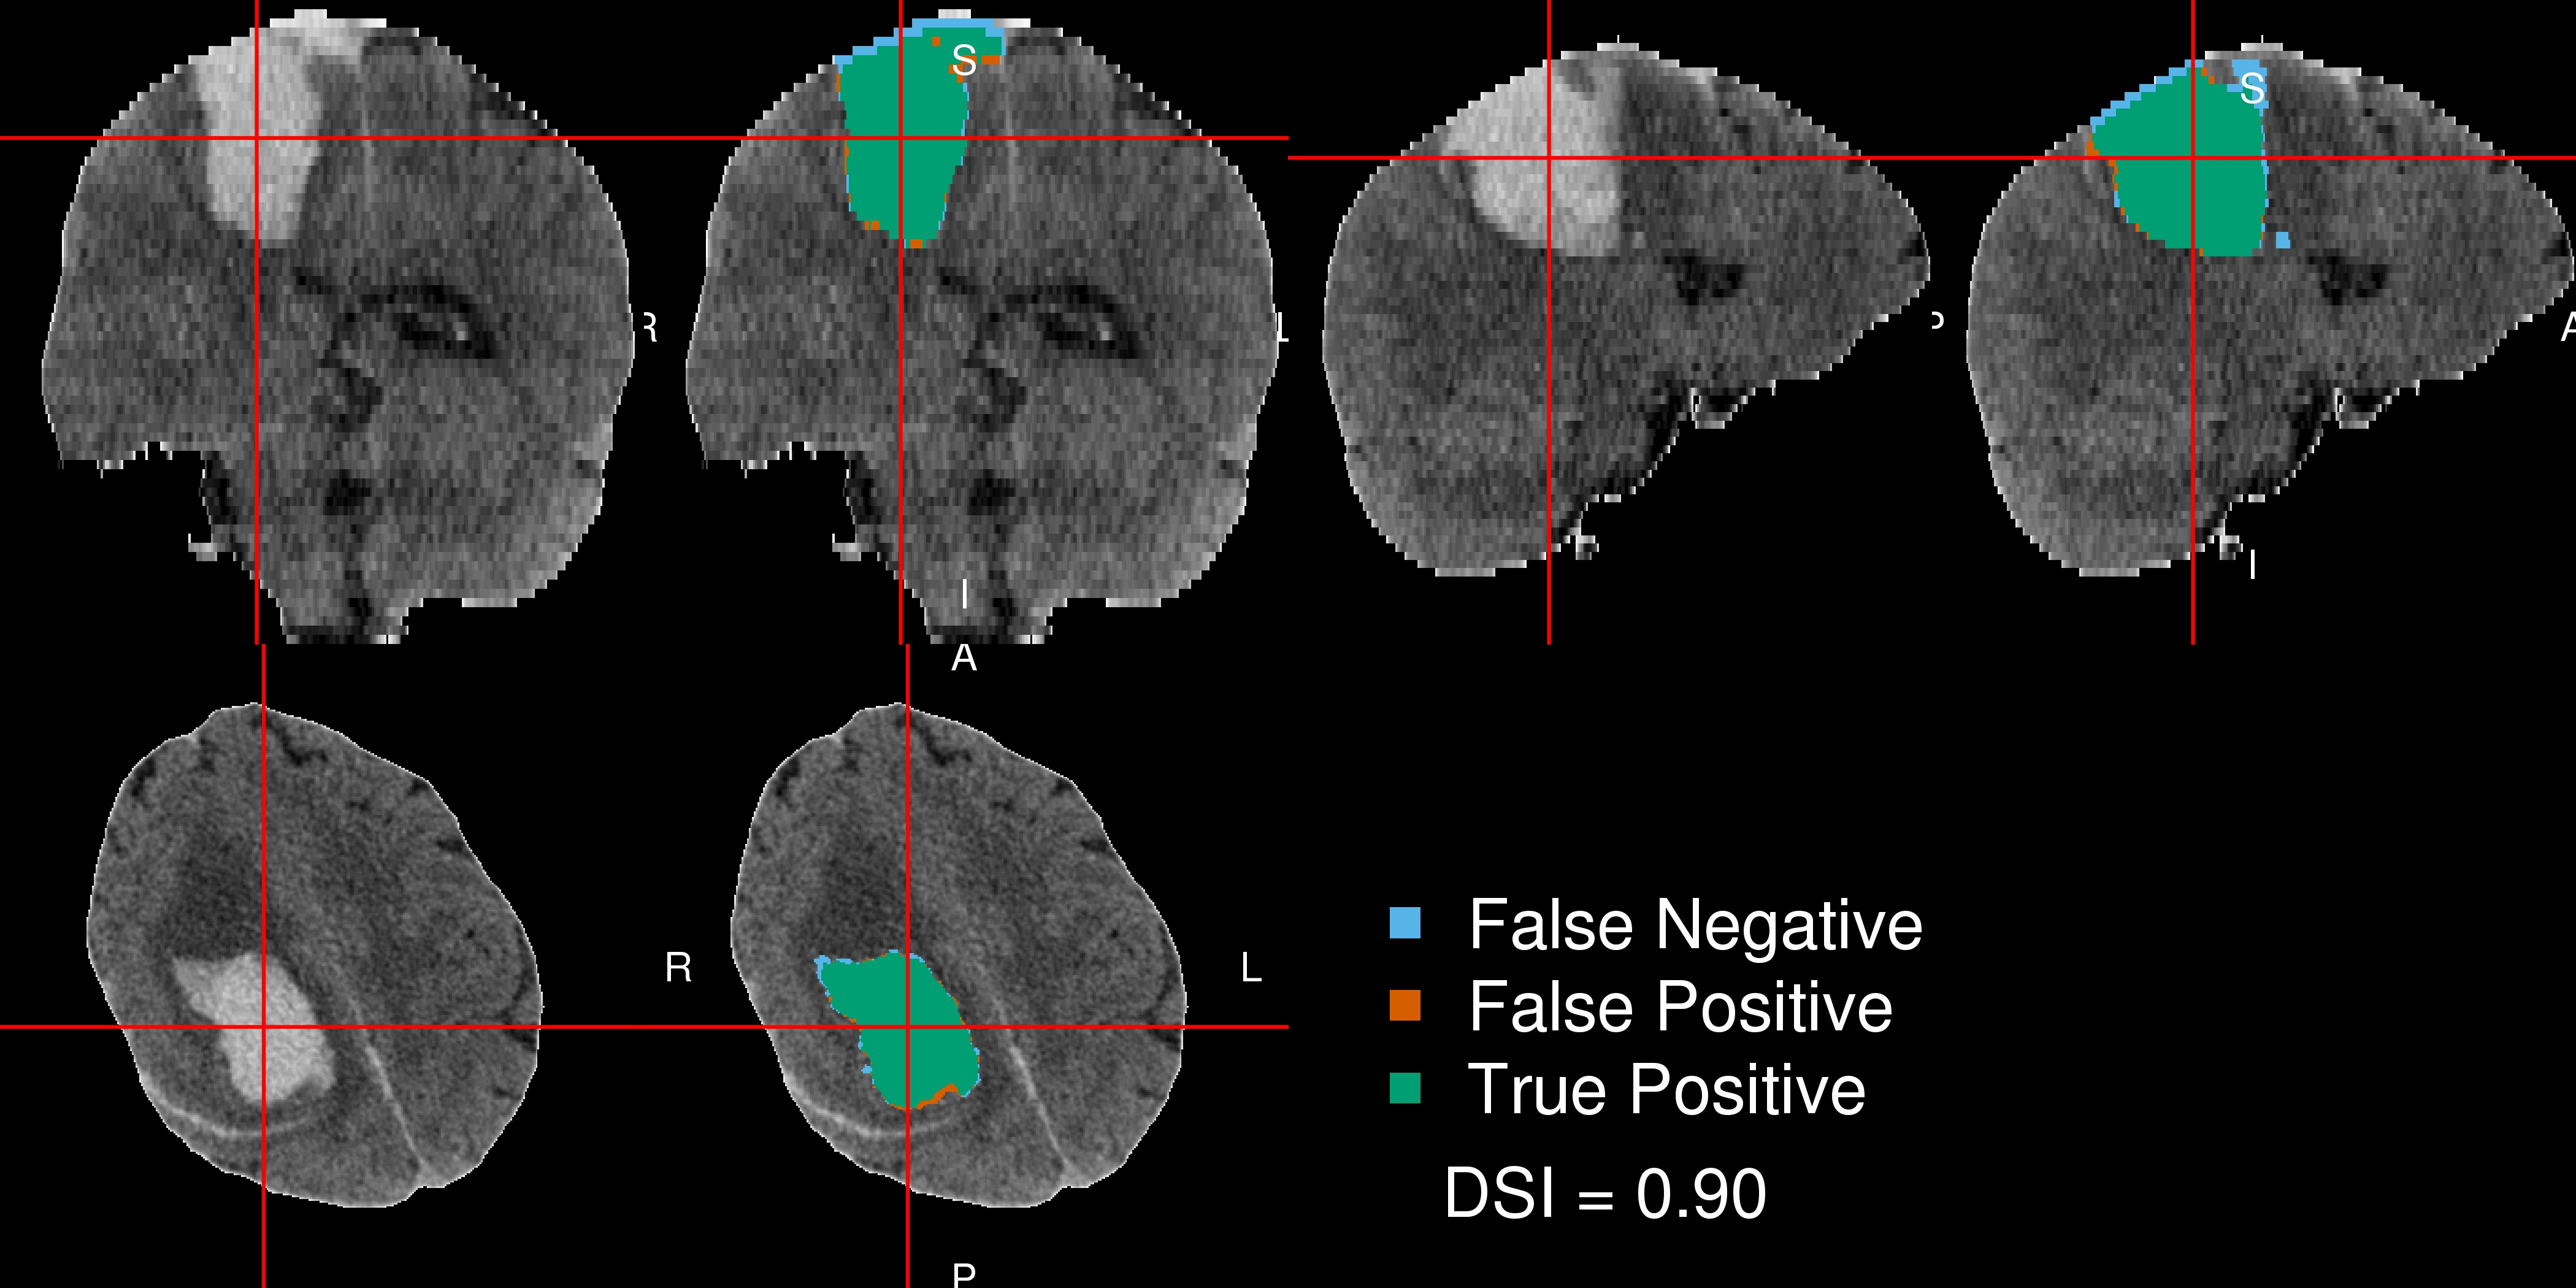 S
S
R
L
P
A
I
I
A
R
L
False Negative
False Positive
True Positive
DSI = 0.90
P